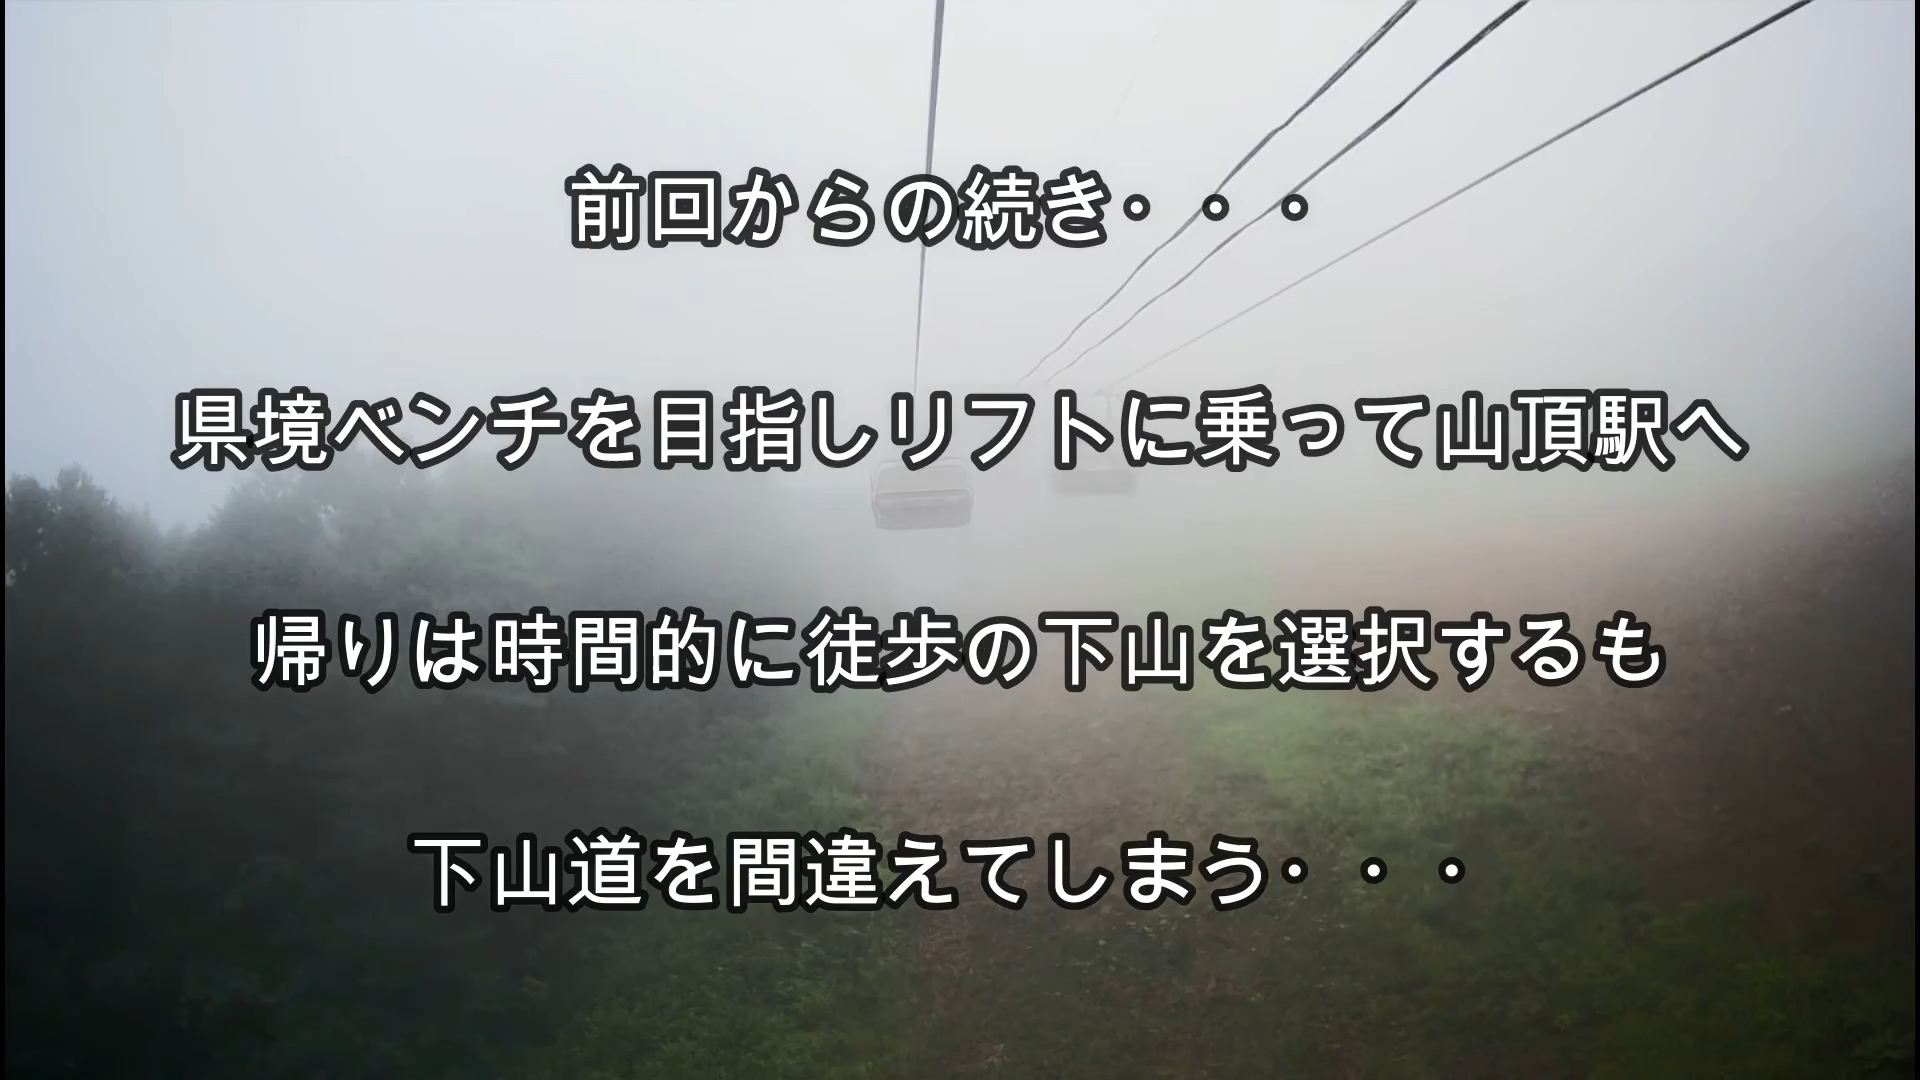 前回からの続き・・・
県境ベンチを目指しリフトに乗って山頂駅へ
帰りは時間的に徒歩の下山を選択するも
下山道を間違えてしまう・・・